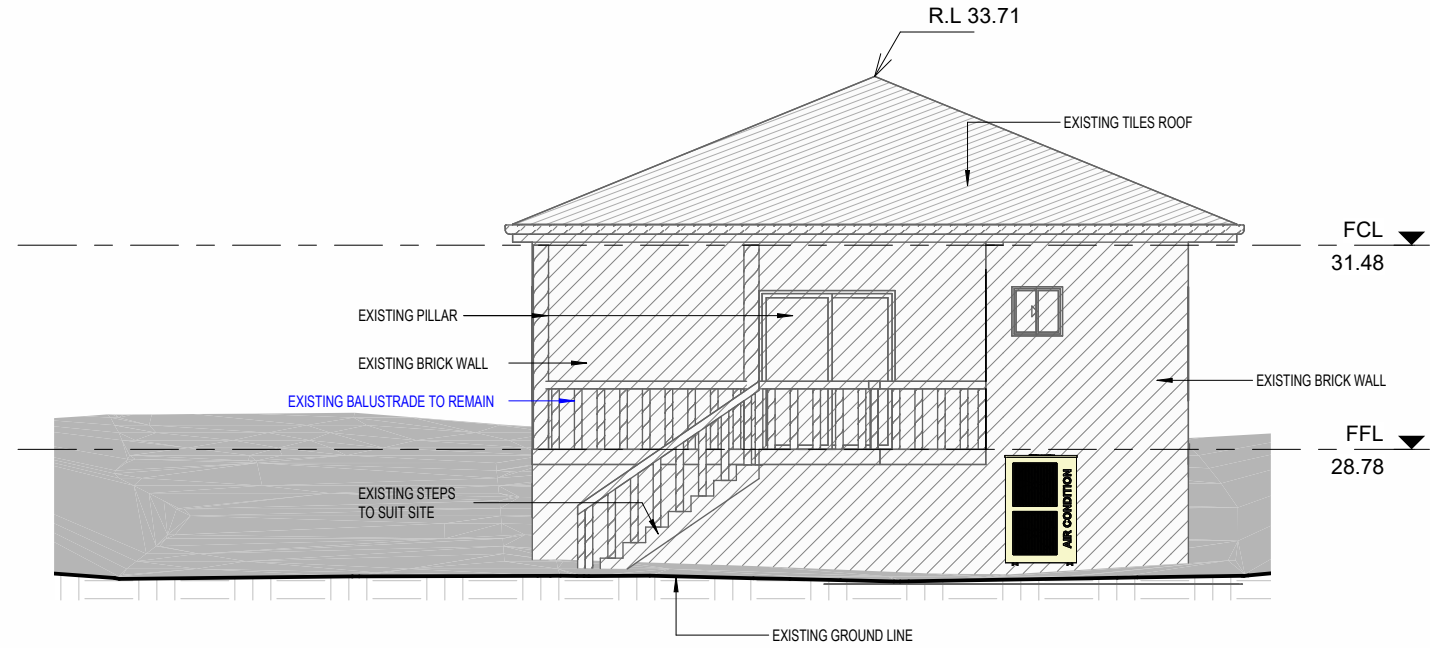 R.L 33.71
EXISTING TILES ROOF
FCL
31.48
EXISTING PILLAR
EXISTING BRICK WALL
EXISTING BRICK WALL
EXISTING BALUSTRADE TO REMAIN
FFL
28.78
EXISTING STEPS
TO SUIT SITE
AIR CONDITION
EXISTING GROUND LINE